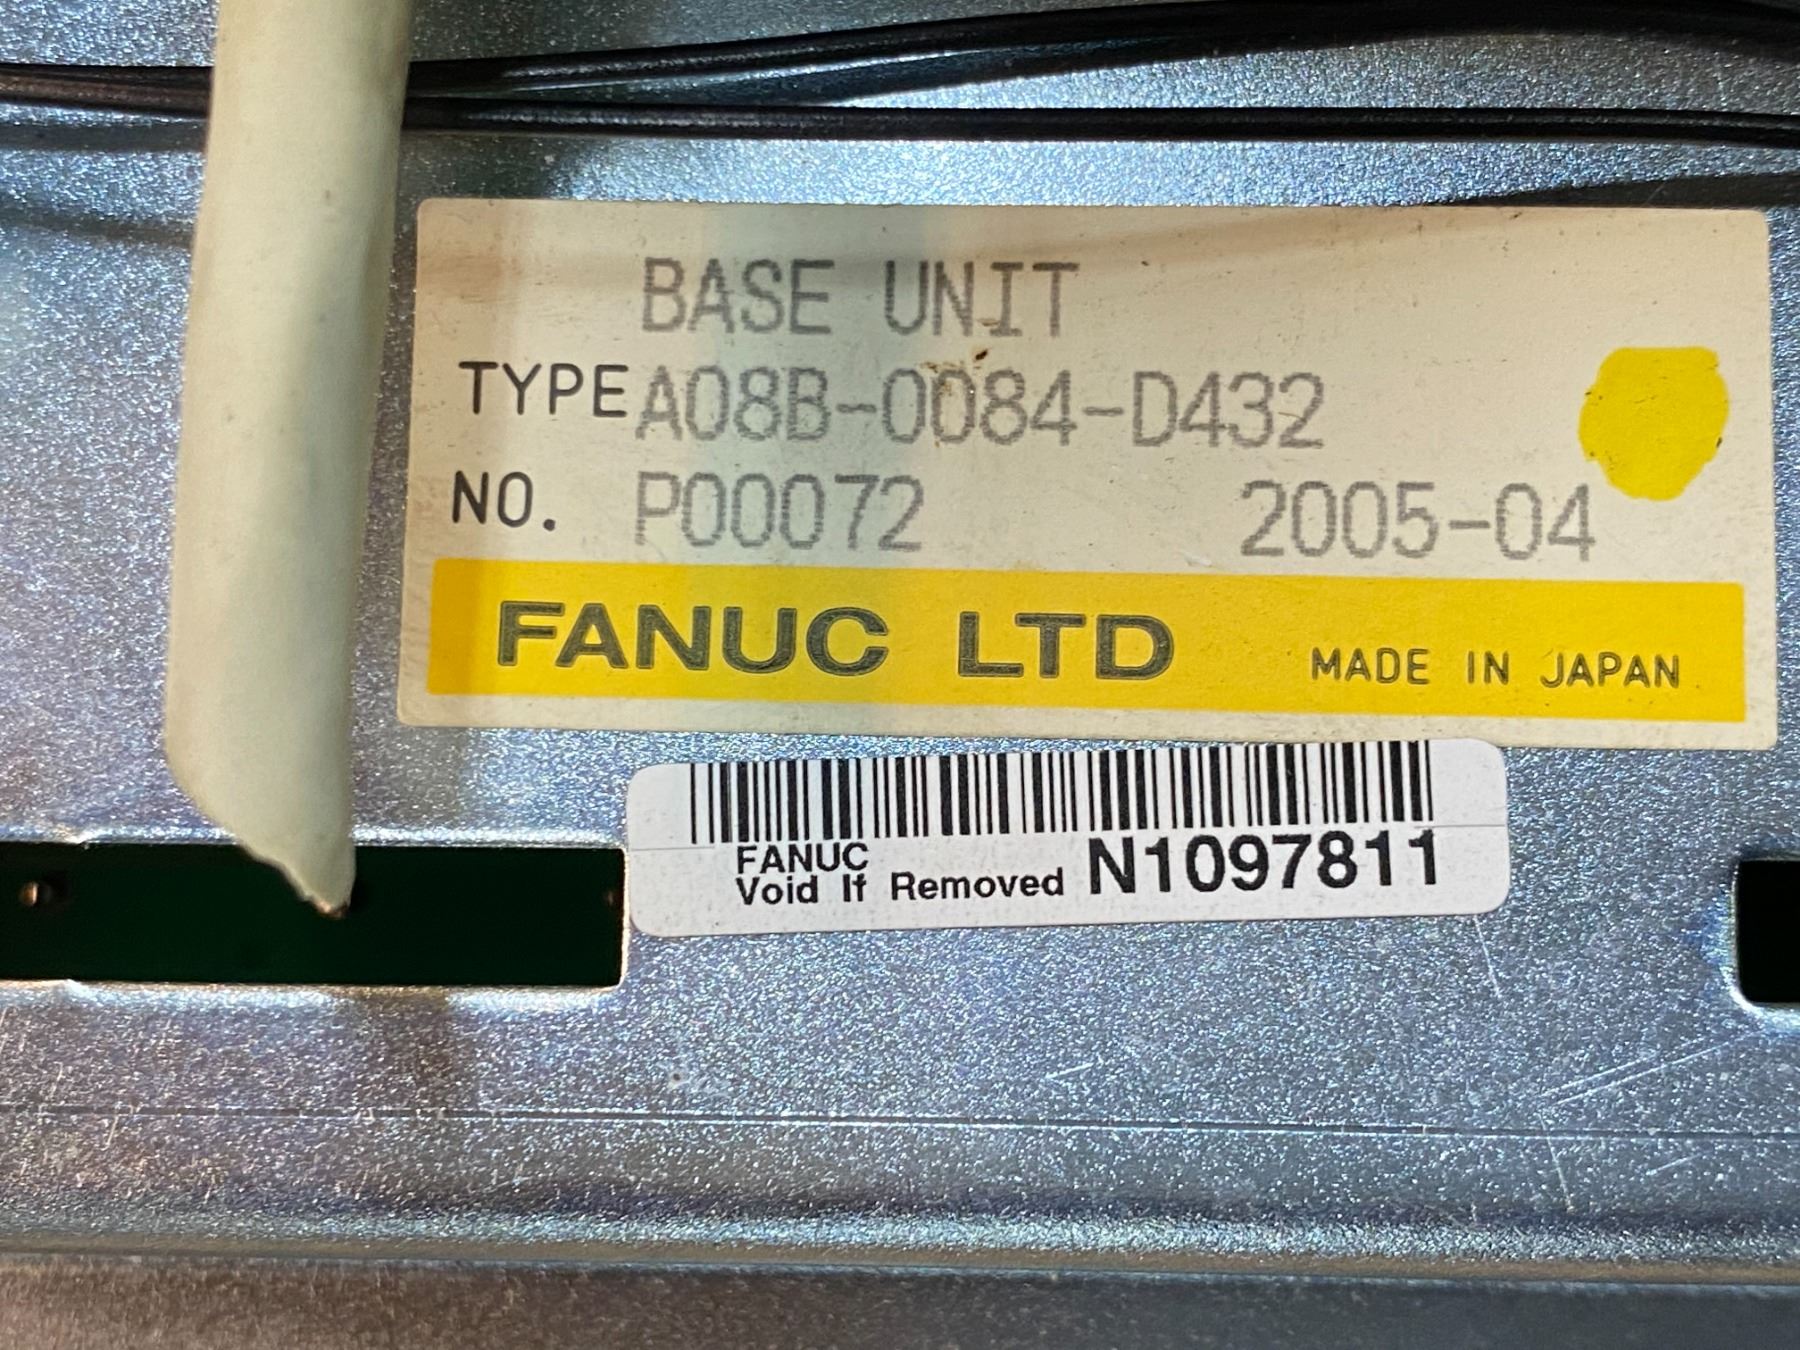 BASE UNIT
TYPE A08B-0084-D432
NO. P00072 2005-04
FANUC LTD MADE IN JAPAN
FANUC
Void If Removed N1097811